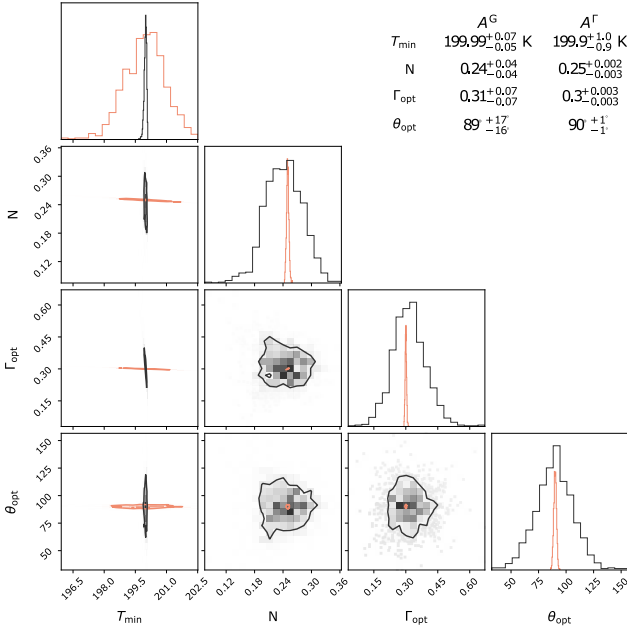 A^G A^Γ
T_min 199.99^{+0.07}_{−0.05} K 199.9^{+1.0}_{−0.9} K
N 0.24^{+0.04}_{−0.04} 0.25^{+0.002}_{−0.003}
Γ_opt 0.31^{+0.07}_{−0.07} 0.3^{+0.003}_{−0.003}
θ_opt 89°^{+17°}_{−16°} 90°^{+1°}_{−1°}
0.36
0.30
0.24
0.18
0.12
N
0.60
0.45
0.30
0.15
Γ_opt
150
125
100
75
50
θ_opt
196.5 198.0 199.5 201.0 202.5
T_min
0.12 0.18 0.24 0.30 0.36
N
0.15 0.30 0.45 0.60
Γ_opt
50 75 100 125 150
θ_opt